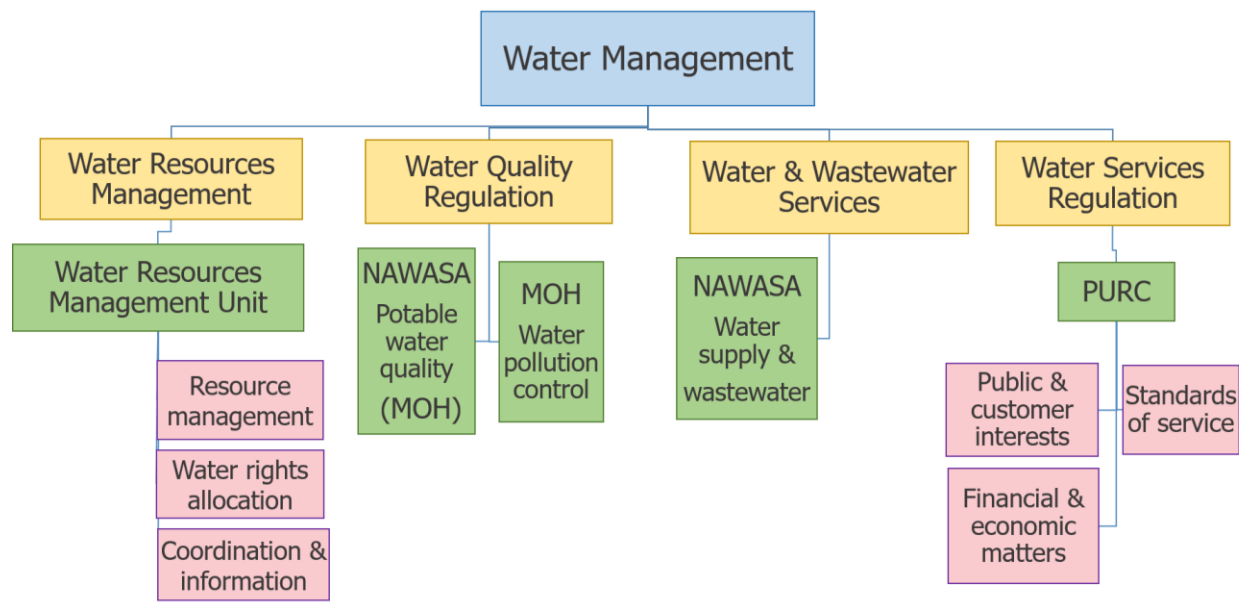 Water Management
Water Resources
Management
Water Quality
Regulation
Water & Wastewater
Services
Water Services
Regulation
Water Resources
Management Unit
NAWASA
Potable
water
quality
(MOH)
MOH
Water
pollution
control
NAWASA
Water
supply &
wastewater
PURC
Resource
management
Water rights
allocation
Coordination &
information
Public &
customer
interests
Standards
of service
Financial &
economic
matters